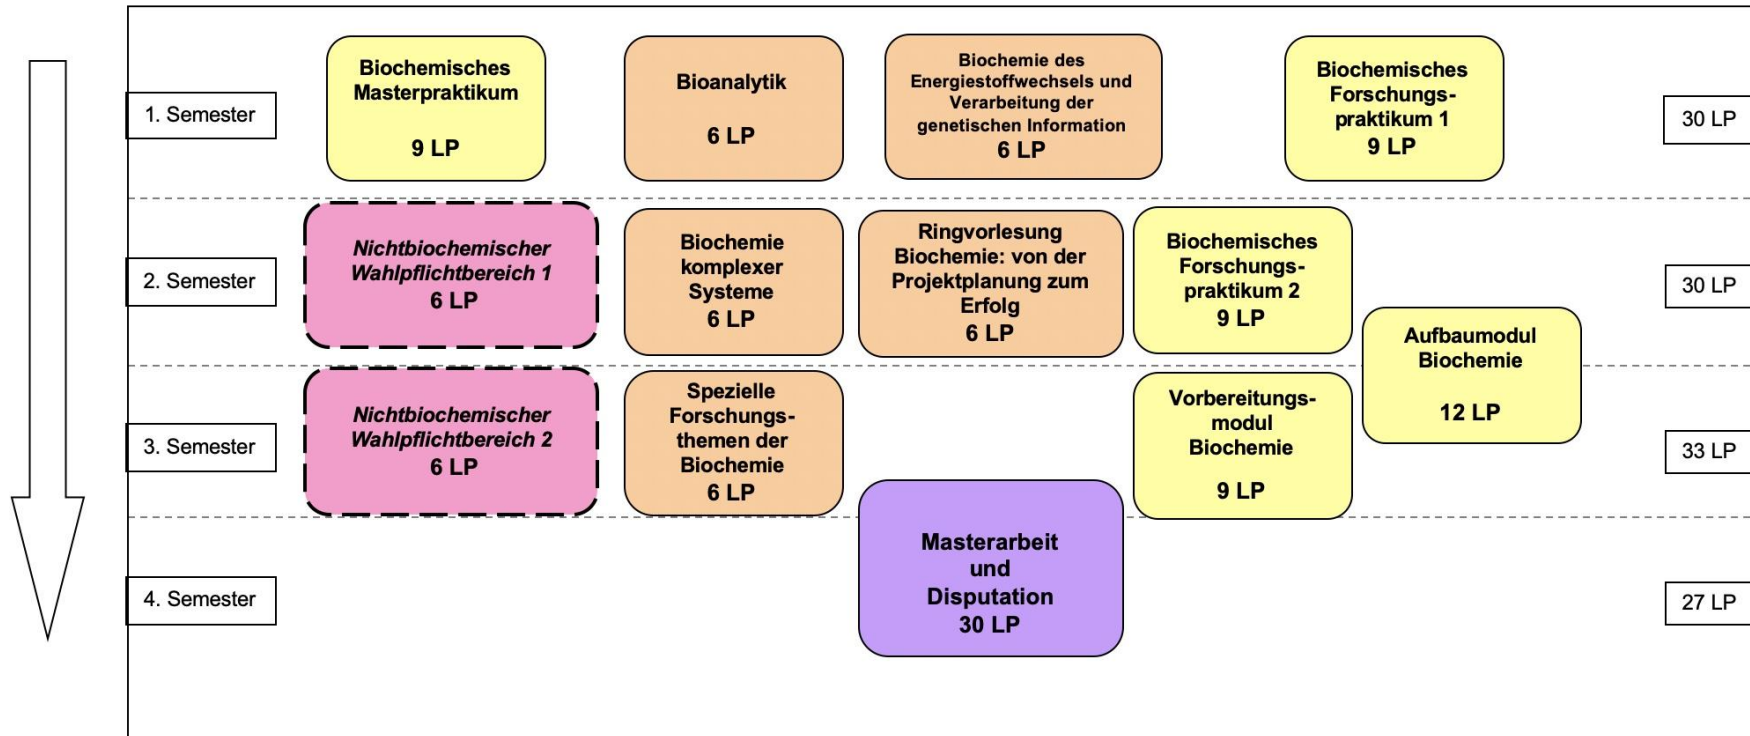 1. Semester
Biochemisches
Masterpraktikum
9 LP
Bioanalytik
6 LP
Biochemie des
Energiestoffwechsels und
Verarbeitung der
genetischen Information
6 LP
Biochemisches
Forschungs-
praktikum 1
9 LP
30 LP
2. Semester
Nichtbiochemischer
Wahlpflichtbereich 1
6 LP
Biochemie
komplexer
Systeme
6 LP
Ringvorlesung
Biochemie: von der
Projektplanung zum
Erfolg
6 LP
Biochemisches
Forschungs-
praktikum 2
9 LP
Aufbaumodul
Biochemie
12 LP
30 LP
3. Semester
Nichtbiochemischer
Wahlpflichtbereich 2
6 LP
Spezielle
Forschungs-
themen der
Biochemie
6 LP
Vorbereitungs-
modul
Biochemie
9 LP
33 LP
4. Semester
Masterarbeit
und
Disputation
30 LP
27 LP